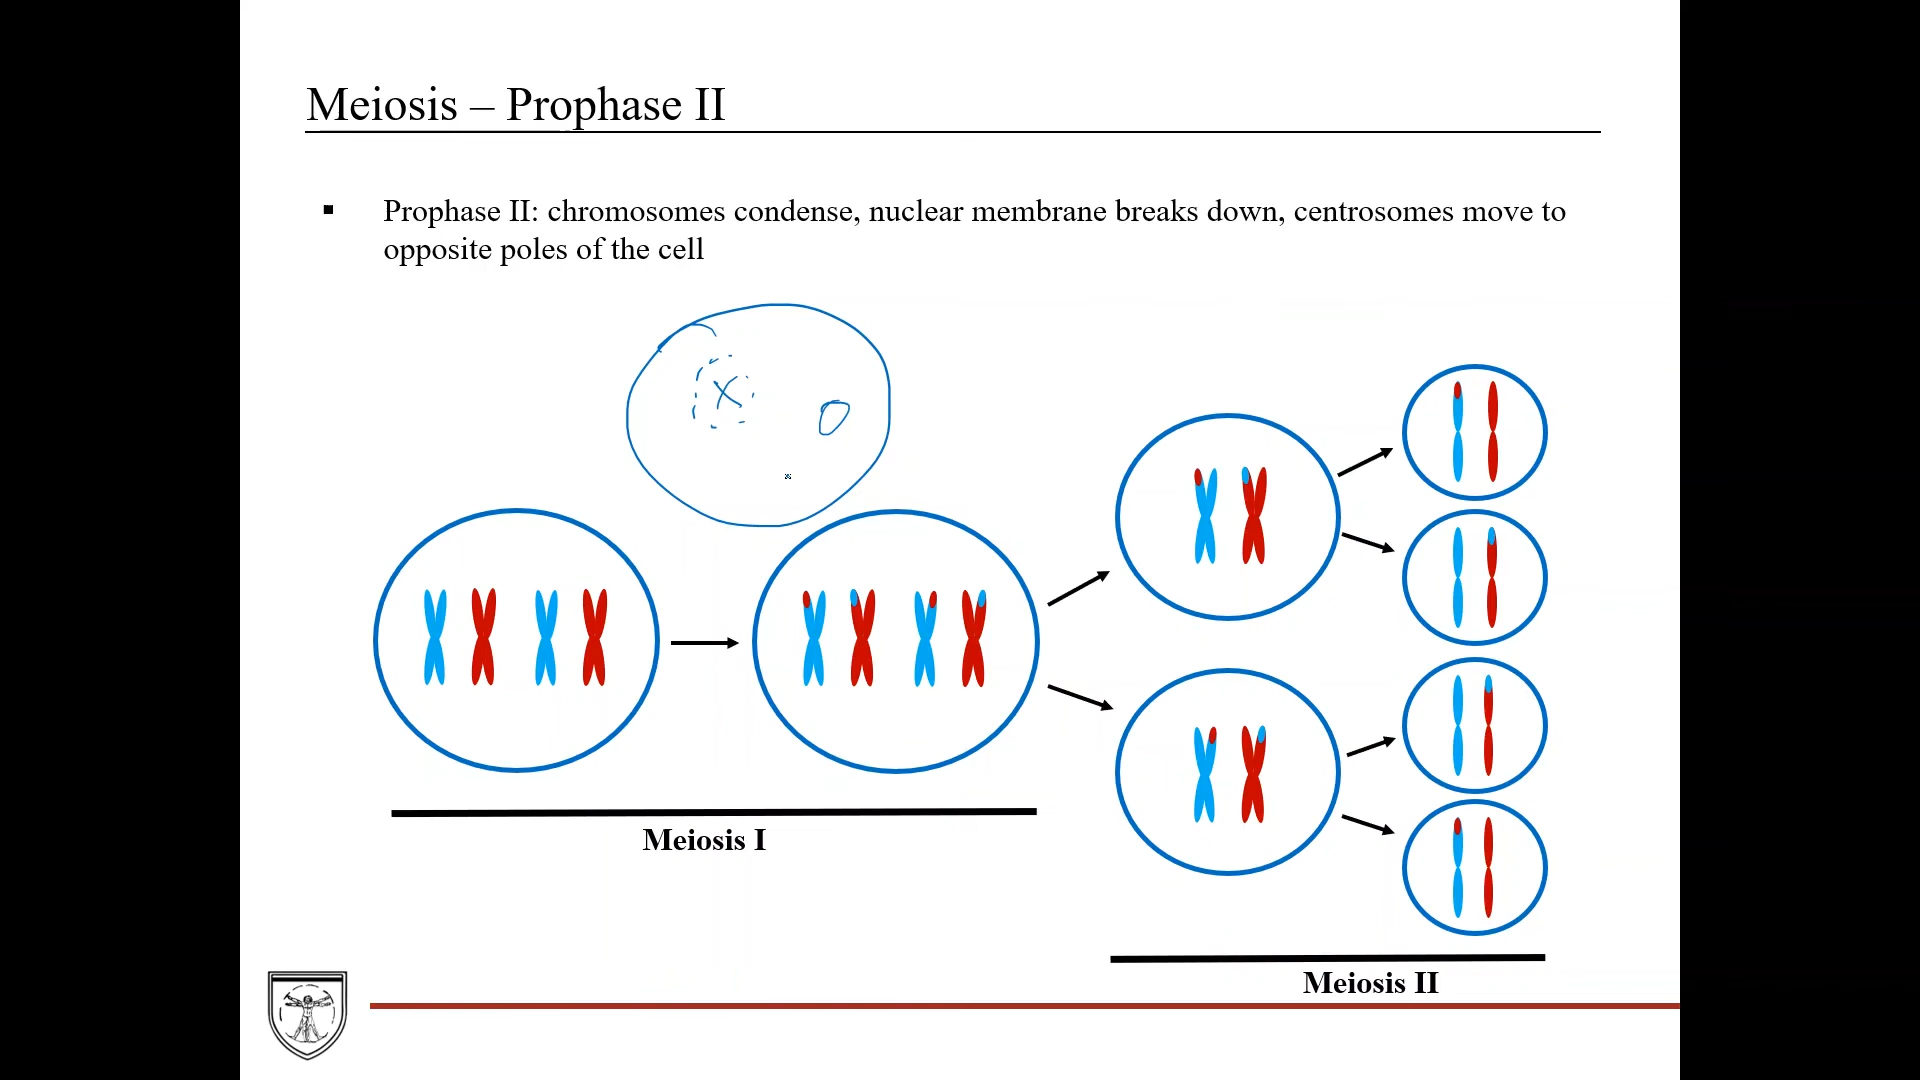 Meiosis – Prophase II
▪ Prophase II: chromosomes condense, nuclear membrane breaks down, centrosomes move to
opposite poles of the cell
Meiosis I
Meiosis II